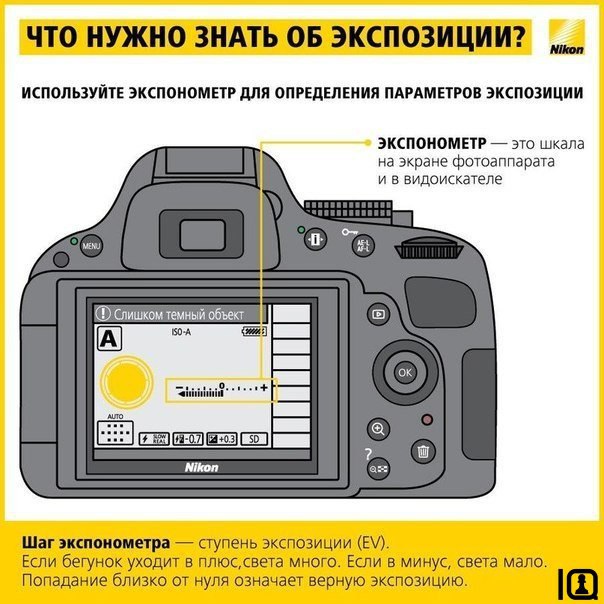 ЧТО НУЖНО ЗНАТЬ ОБ ЭКСПОЗИЦИИ?
Nikon
ИСПОЛЬЗУЙТЕ ЭКСПОНОМЕТР ДЛЯ ОПРЕДЕЛЕНИЯ ПАРАМЕТРОВ ЭКСПОЗИЦИИ
ЭКСПОНОМЕТР — это шкала
на экране фотоаппарата
и в видоискателе
MENU
i
AE-L
AF-L
! Слишком темный объект
A
ISO-A
− 0 +
OK
AUTO
SLOW
REAL
-0.7
+0.3
SD
?
Nikon
Шаг экспонометра — ступень экспозиции (EV).
Если бегунок уходит в плюс,света много. Если в минус, света мало.
Попадание близко от нуля означает верную экспозицию.
IQ